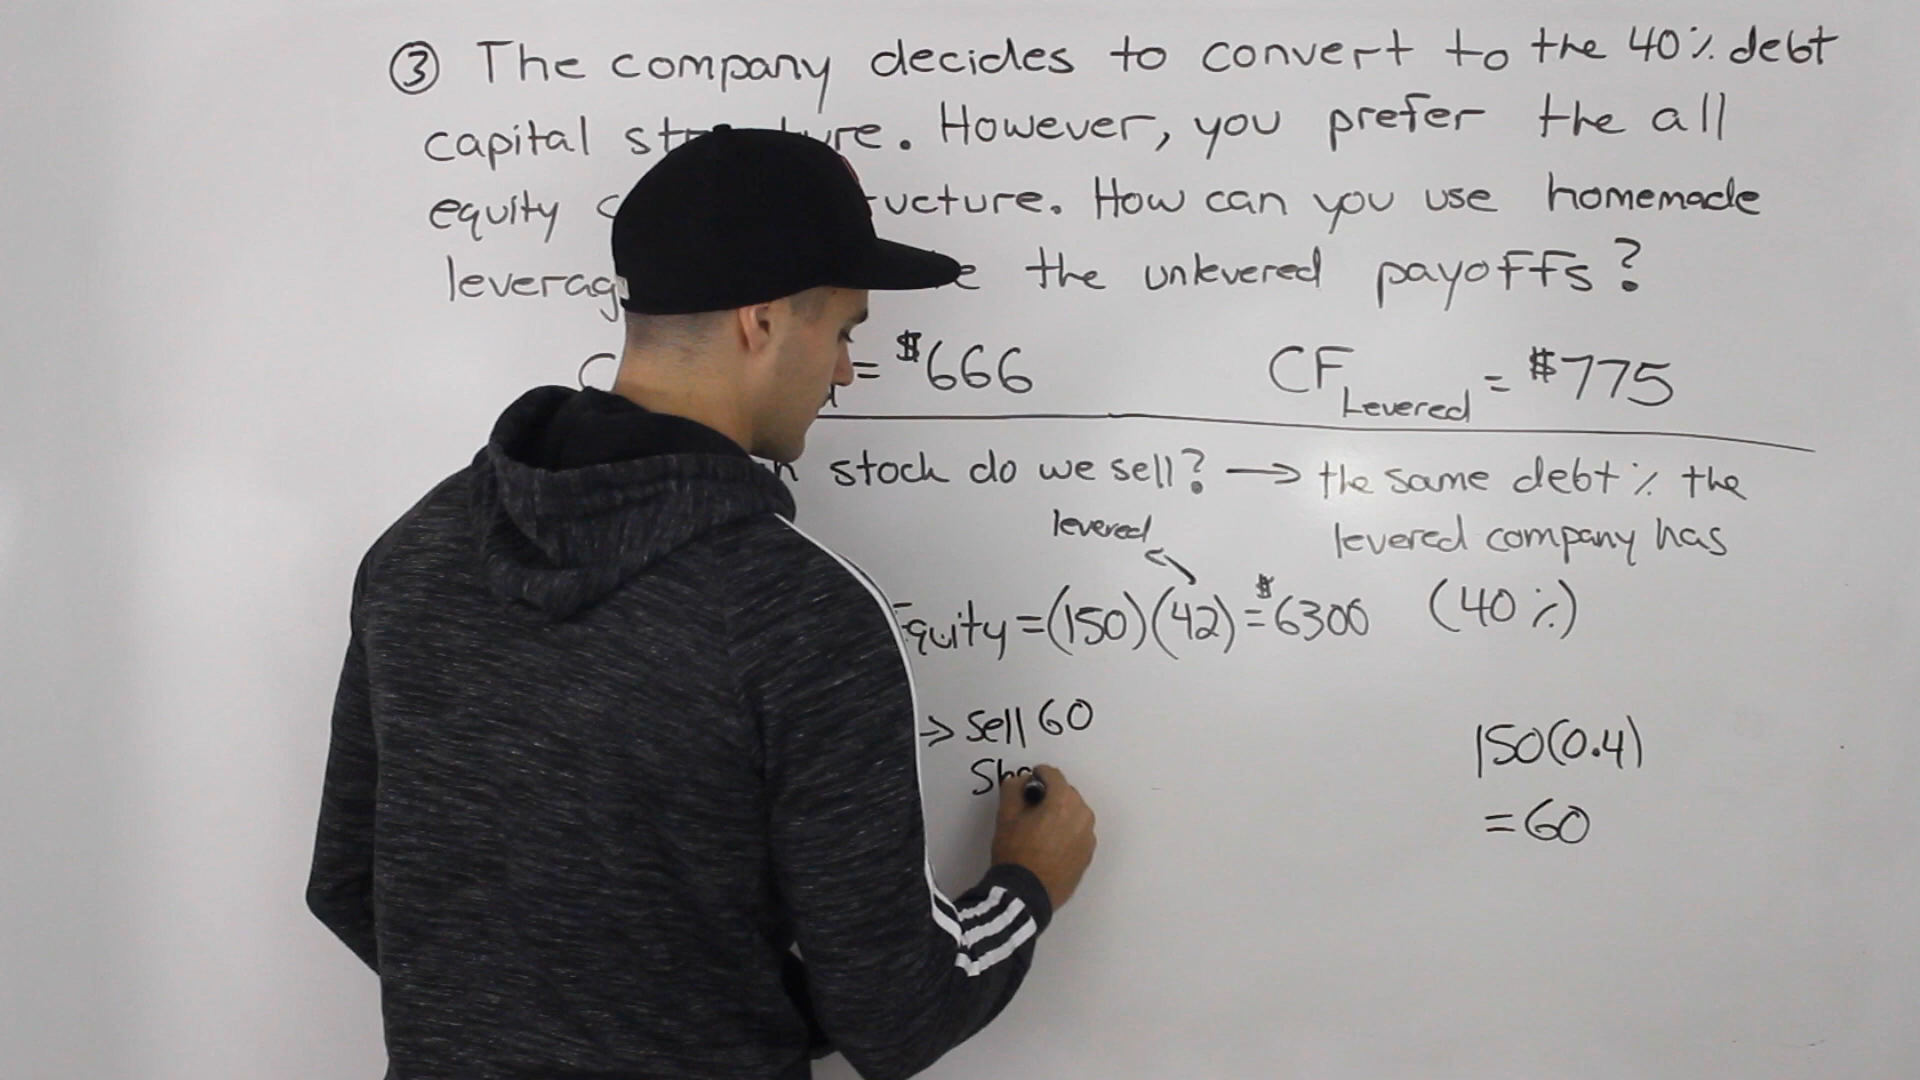 ③ The company decides to convert to the 40% debt
capital structure. However, you prefer the all
equity structure. How can you use homemade
leverage the unlevered payoffs?
= $666 CF Levered = $775
stock do we sell? → the same debt % the
levered company has
levered
Equity = (150)(42) = $6300 (40%)
→ Sell 60
Sha
150(0.4)
= 60